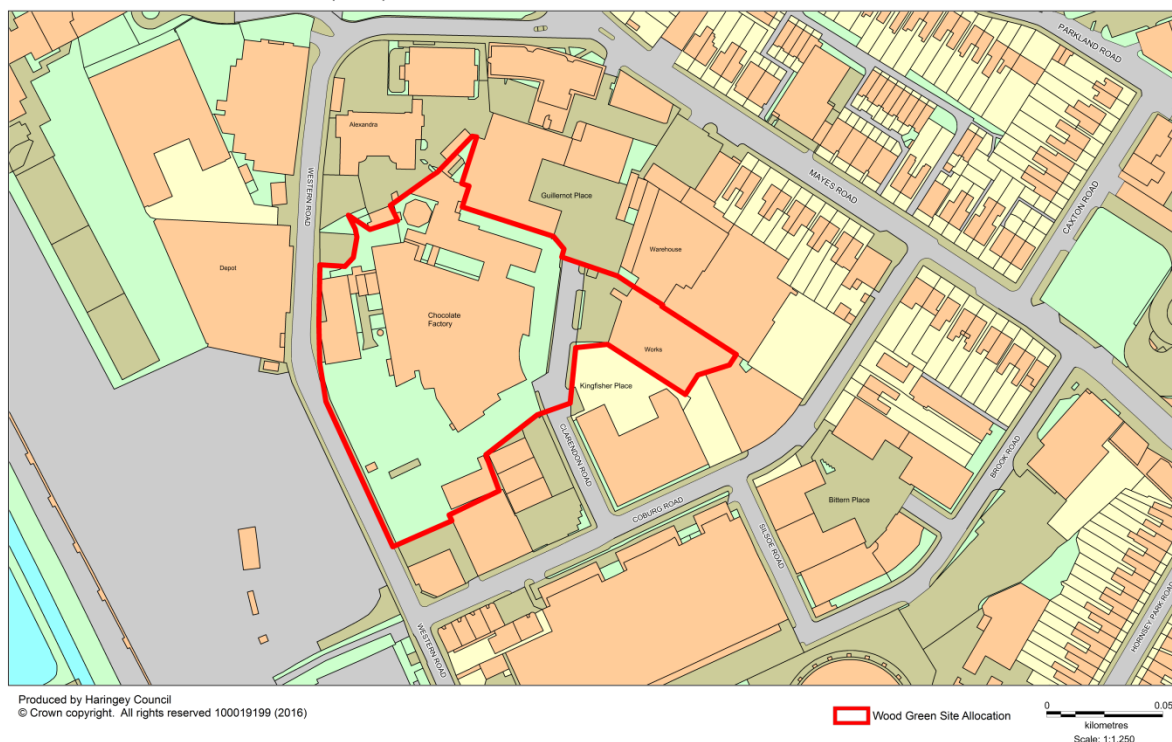 PARKLAND ROAD
Alexandra
WESTERN ROAD
MAYES ROAD
CAXTON ROAD
Guillemot Place
Warehouse
Depot
Chocolate
Factory
Works
Kingfisher Place
CLARENDON ROAD
BROOK ROAD
Bittern Place
COBURG ROAD
SILSOE ROAD
HORNSEY PARK ROAD
WESTERN ROAD
Produced by Haringey Council
© Crown copyright. All rights reserved 100019199 (2016)
Wood Green Site Allocation
0 0.05
kilometres
Scale: 1:1,250